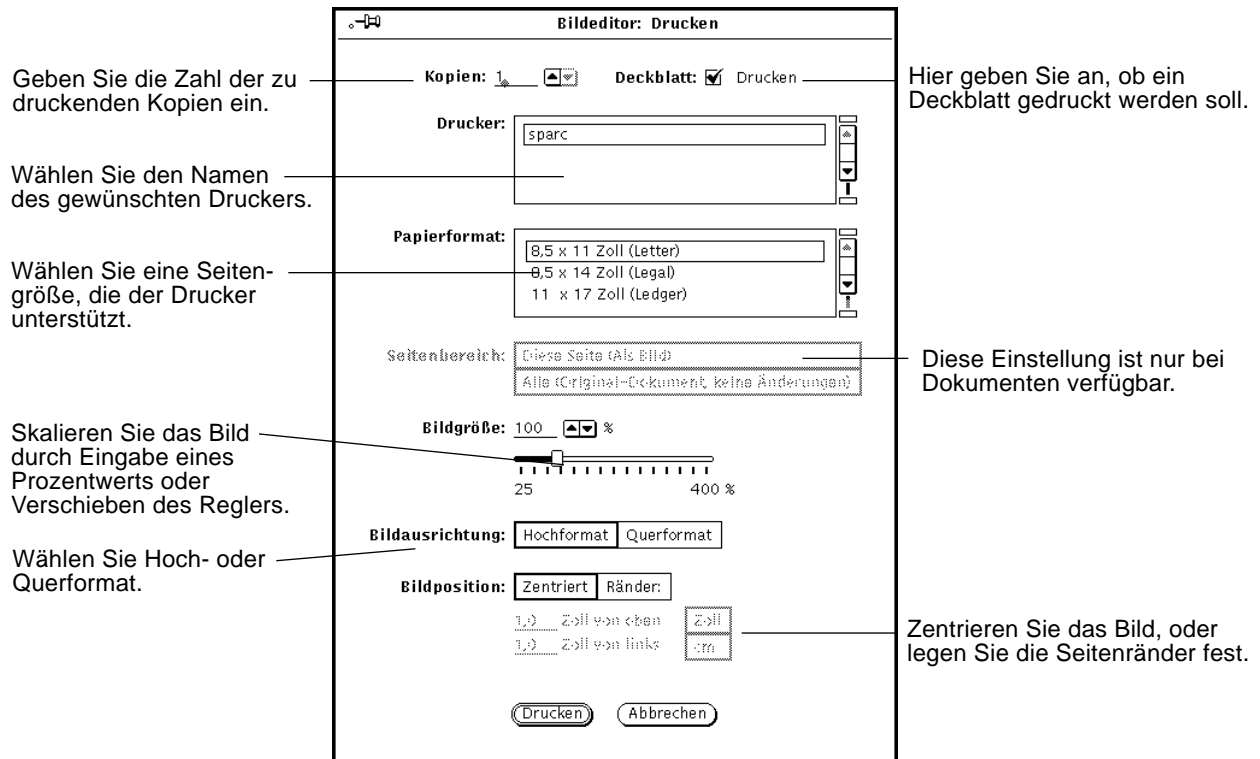 Bildeditor: Drucken
Geben Sie die Zahl der zu
druckenden Kopien ein.
Kopien: 1
Deckblatt: Drucken
Hier geben Sie an, ob ein
Deckblatt gedruckt werden soll.
Drucker:
sparc
Wählen Sie den Namen
des gewünschten Druckers.
Papierformat:
8,5 x 11 Zoll (Letter)
8,5 x 14 Zoll (Legal)
11 x 17 Zoll (Ledger)
Wählen Sie eine Seiten-
größe, die der Drucker
unterstützt.
Seitenbereich: Diese Seite (Als Bild)
Alle (Original-Dokument, keine Änderungen)
Diese Einstellung ist nur bei
Dokumenten verfügbar.
Bildgröße: 100 %
25 400 %
Skalieren Sie das Bild
durch Eingabe eines
Prozentwerts oder
Verschieben des Reglers.
Bildausrichtung: Hochformat Querformat
Wählen Sie Hoch- oder
Querformat.
Bildposition: Zentriert Ränder:
1,0 Zoll von oben Zoll
1,0 Zoll von links cm
Zentrieren Sie das Bild, oder
legen Sie die Seitenränder fest.
Drucken Abbrechen